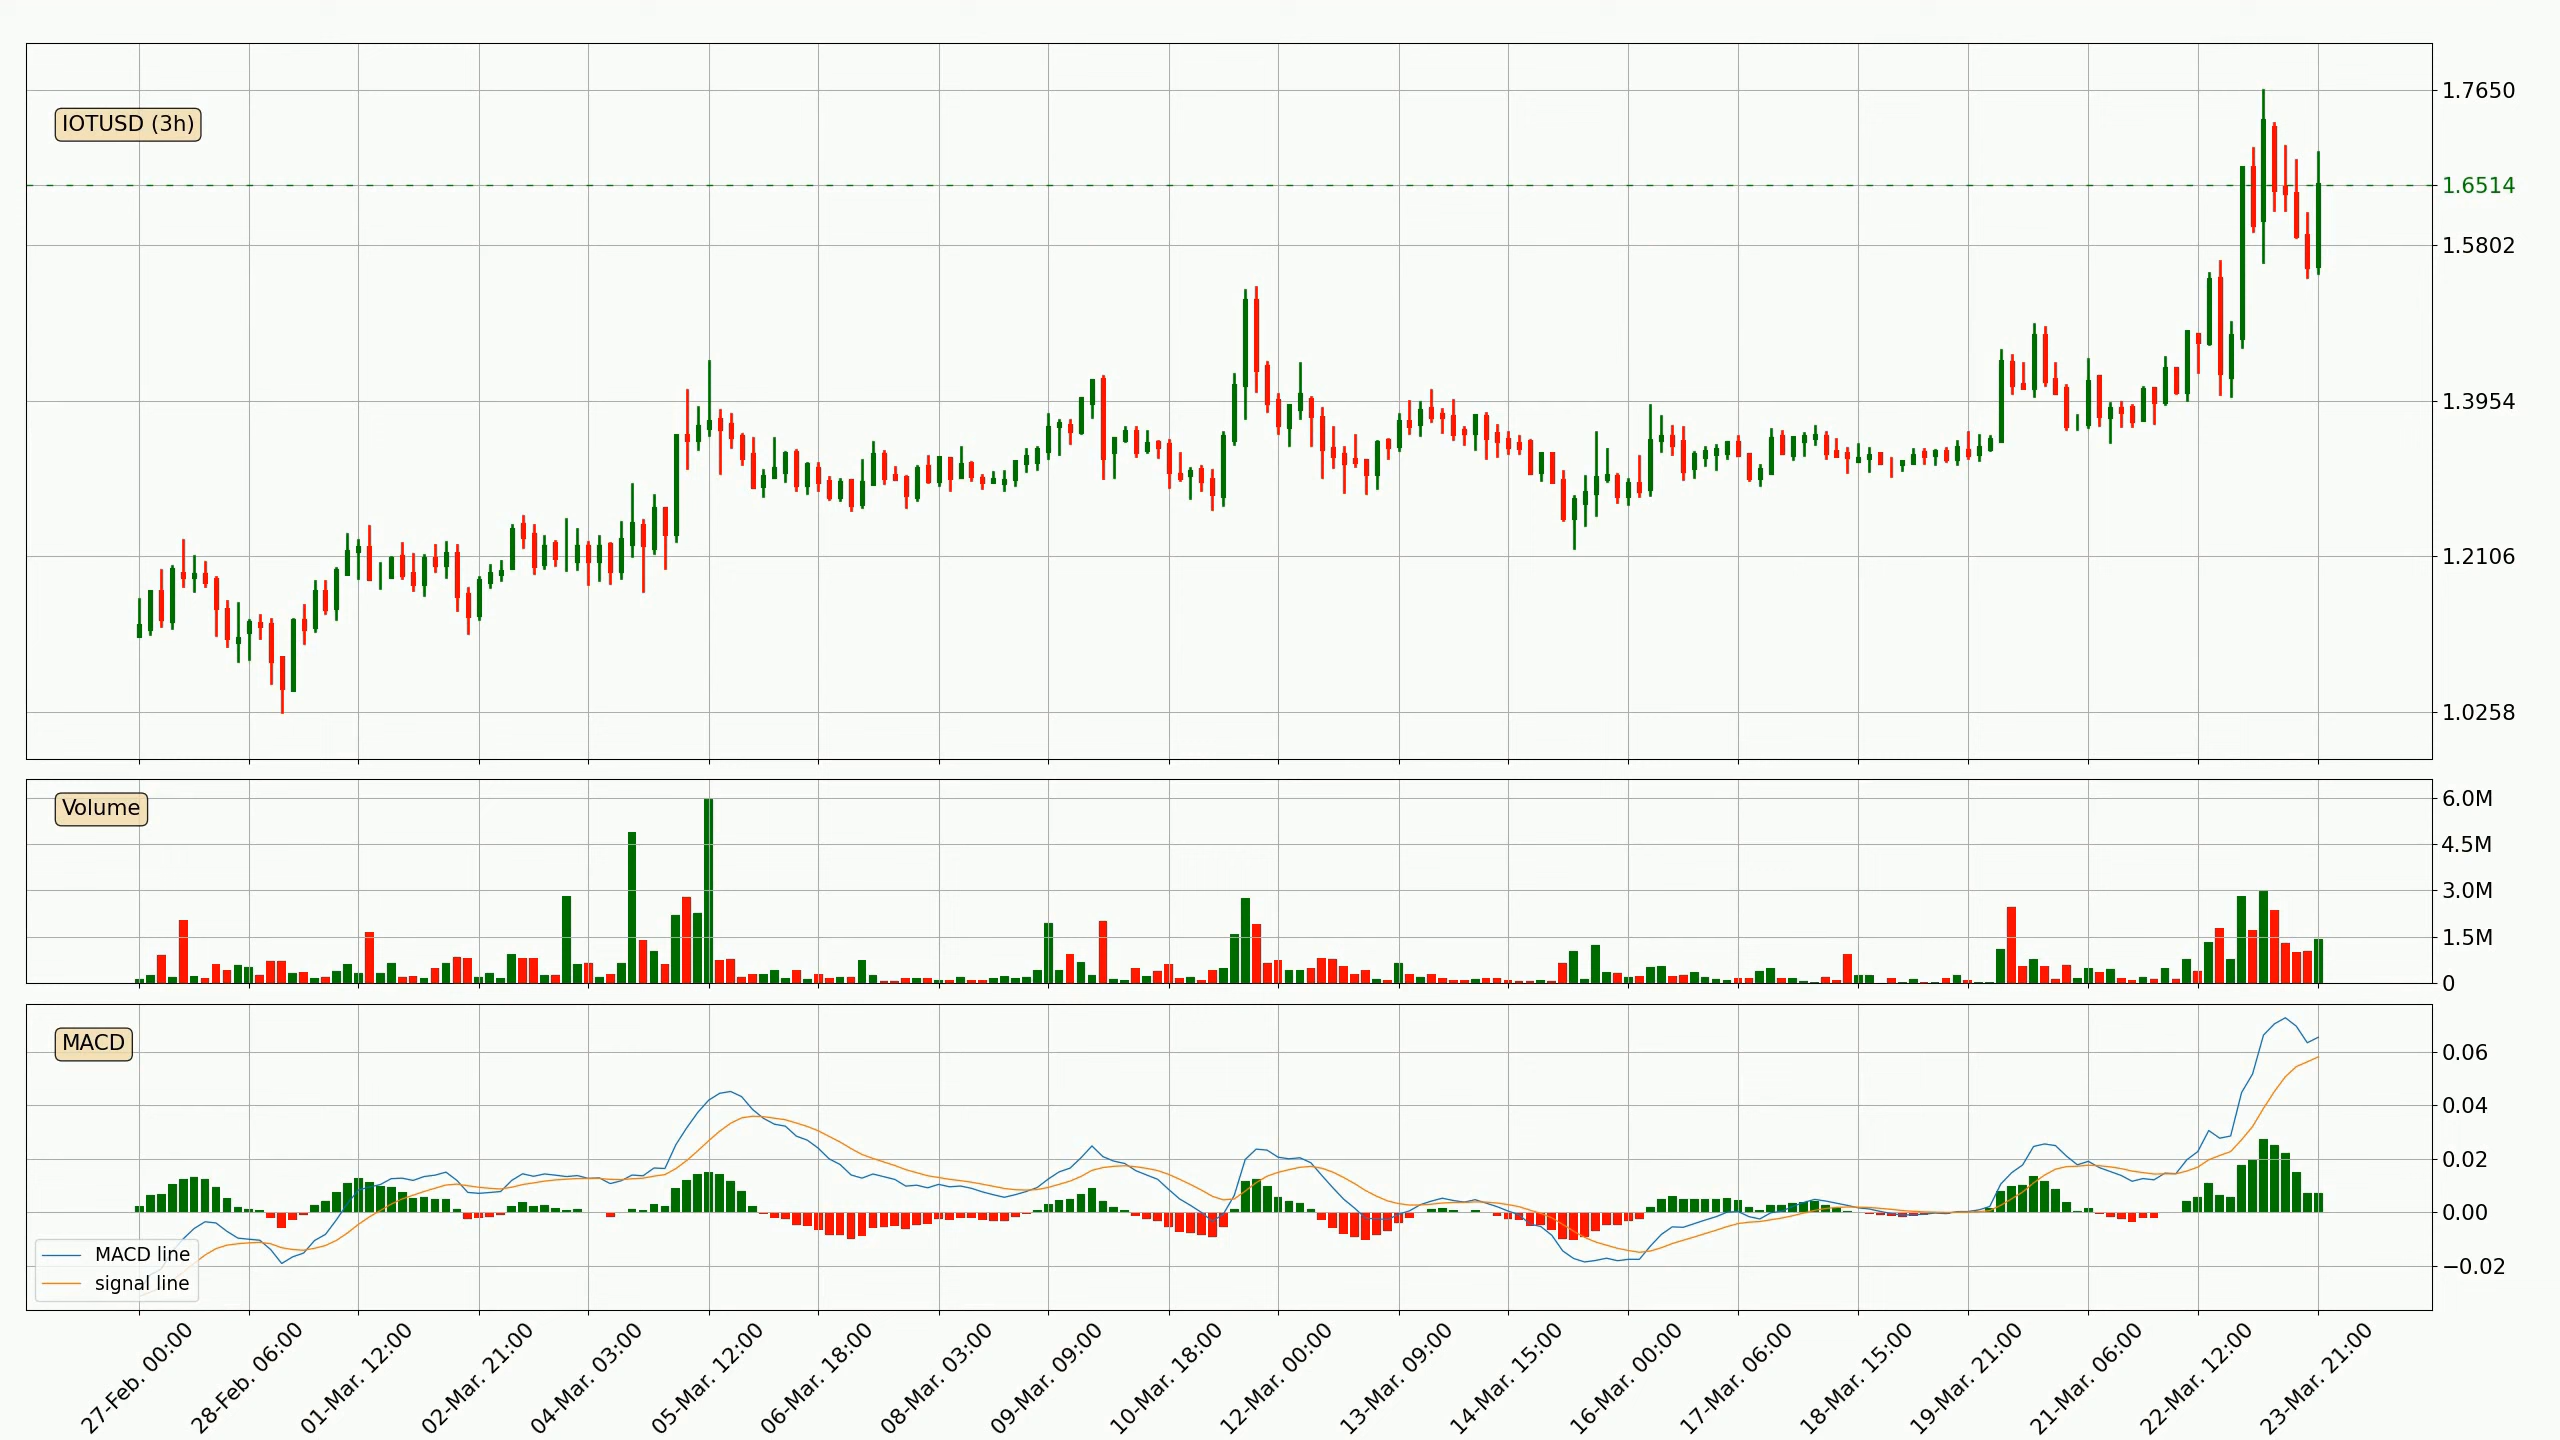 IOTUSD (3h)
1.7650
1.6514
1.5802
1.3954
1.2106
1.0258
Volume
6.0M
4.5M
3.0M
1.5M
0
MACD
0.06
0.04
0.02
0.00
−0.02
MACD line
signal line
27-Feb. 00:00
28-Feb. 06:00
01-Mar. 12:00
02-Mar. 21:00
04-Mar. 03:00
05-Mar. 12:00
06-Mar. 18:00
08-Mar. 03:00
09-Mar. 09:00
10-Mar. 18:00
12-Mar. 00:00
13-Mar. 09:00
14-Mar. 15:00
16-Mar. 00:00
17-Mar. 06:00
18-Mar. 15:00
19-Mar. 21:00
21-Mar. 06:00
22-Mar. 12:00
23-Mar. 21:00